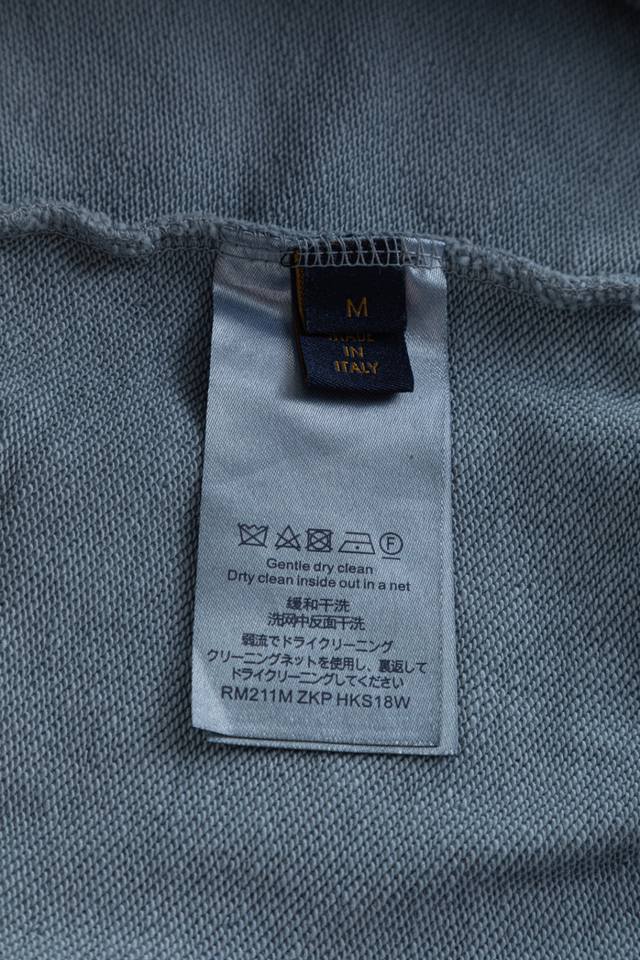 M
MADE
IN
ITALY
F
Gentle dry clean
Drty clean inside out in a net
缓和干洗
洗网中反面干洗
弱流でドライクリーニング
クリーニングネットを使用し、裏返して
ドライクリーニングしてください
RM211M ZKP HKS18W